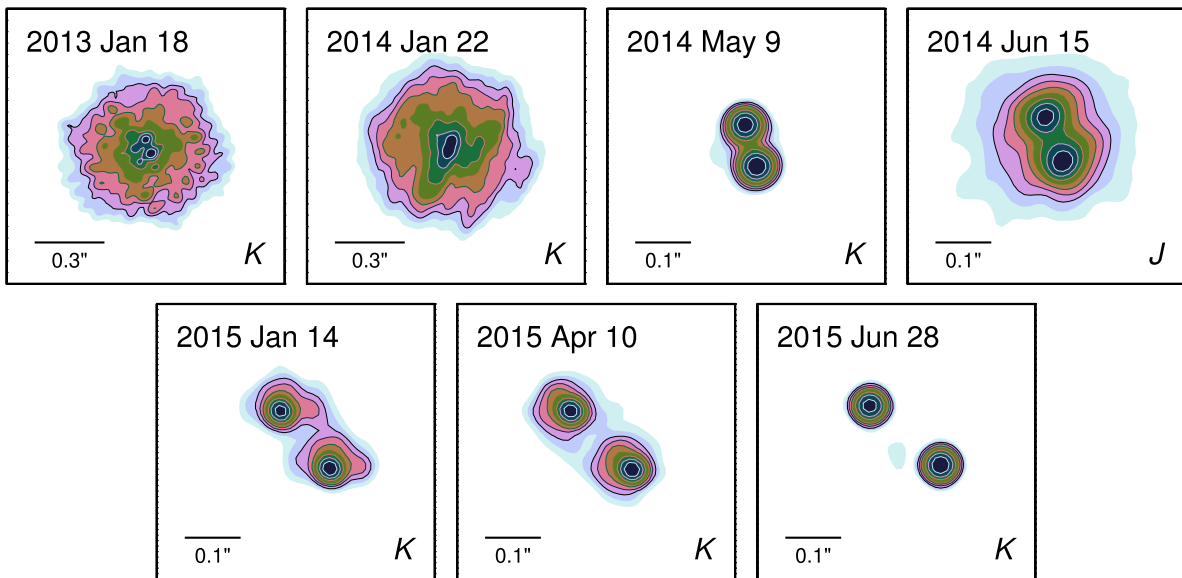 2013 Jan 18
0.3"
K
2014 Jan 22
0.3"
K
2014 May 9
0.1"
K
2014 Jun 15
0.1"
J
2015 Jan 14
0.1"
K
2015 Apr 10
0.1"
K
2015 Jun 28
0.1"
K